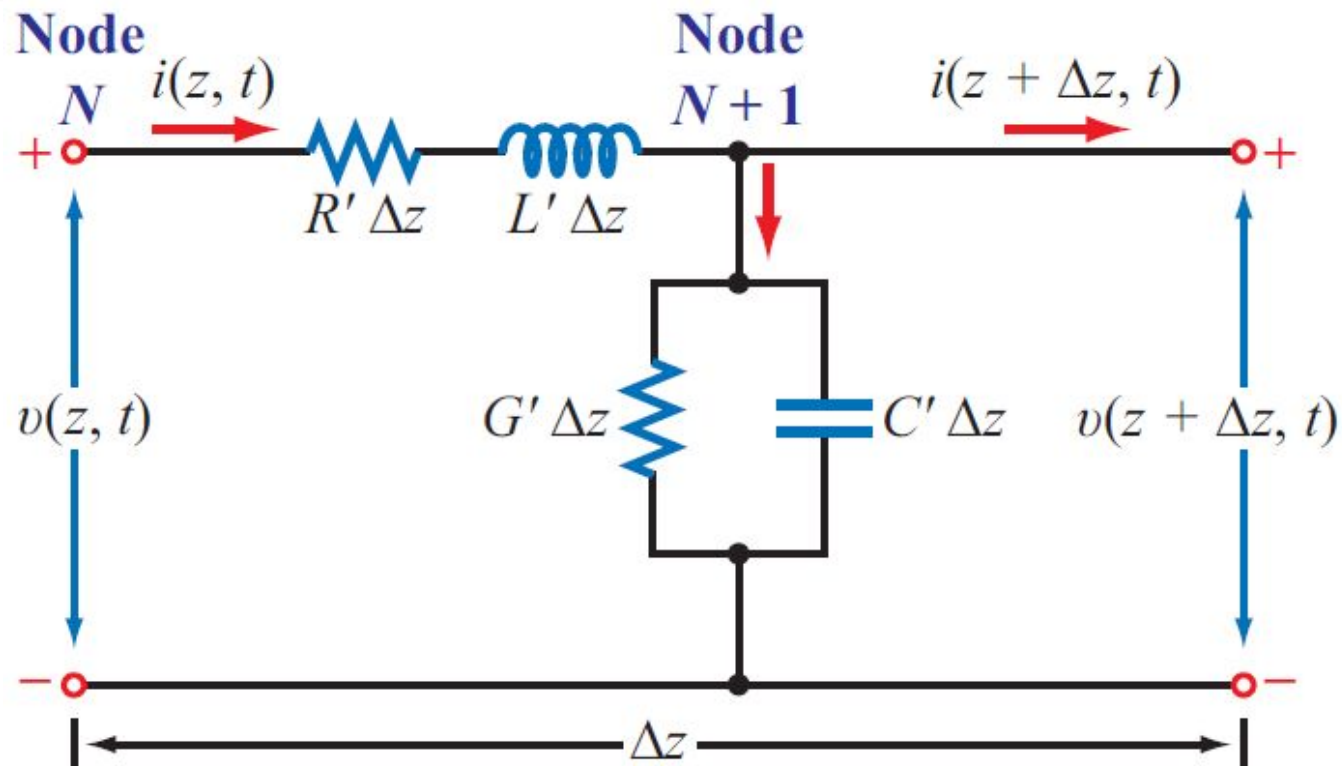 Node
N
i(z, t)
Node
N + 1
i(z + Δz, t)
+
+
R′ Δz
L′ Δz
υ(z, t)
G′ Δz
C′ Δz
υ(z + Δz, t)
−
−
Δz